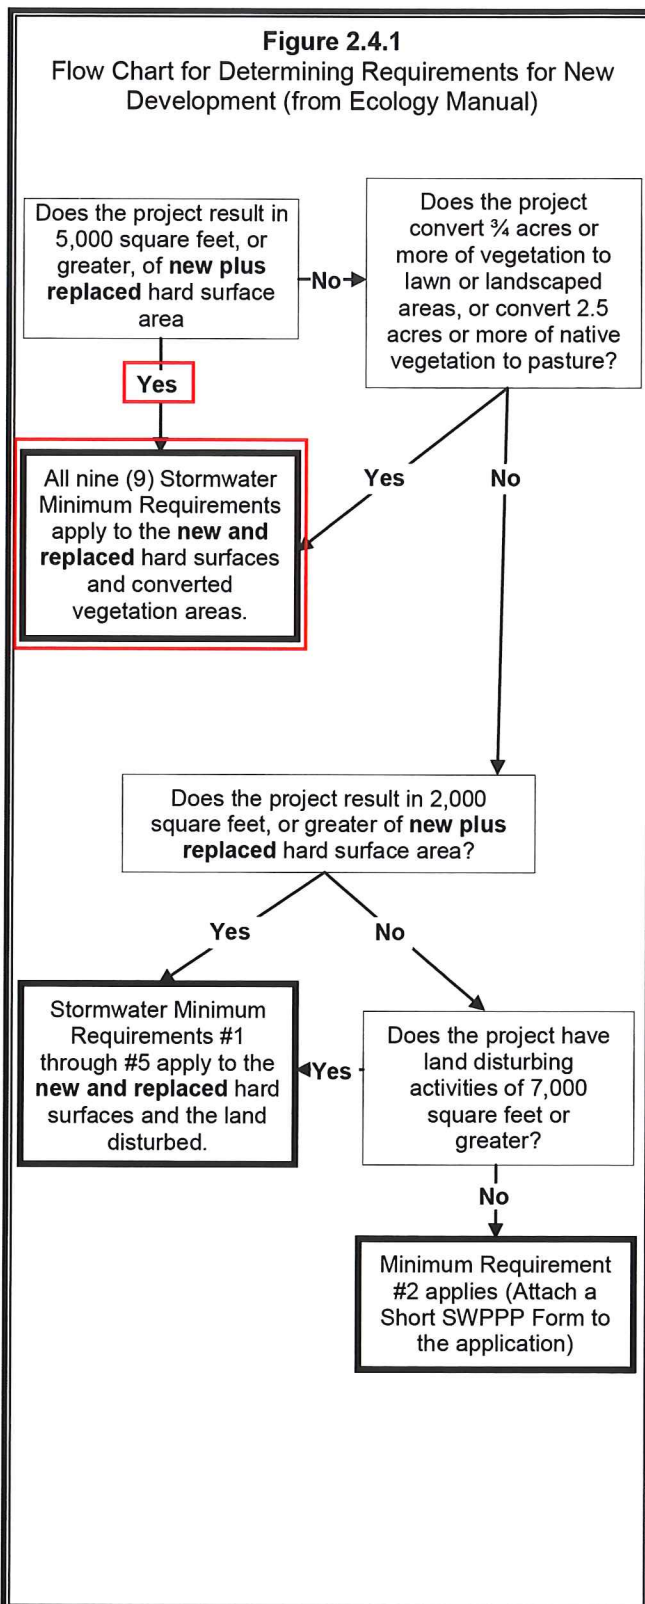 Figure 2.4.1
Flow Chart for Determining Requirements for New
Development (from Ecology Manual)
Does the project result in
5,000 square feet, or
greater, of new plus
replaced hard surface
area
No
Does the project
convert ¾ acres or
more of vegetation to
lawn or landscaped
areas, or convert 2.5
acres or more of native
vegetation to pasture?
Yes
All nine (9) Stormwater
Minimum Requirements
apply to the new and
replaced hard surfaces
and converted
vegetation areas.
Yes
No
Does the project result in 2,000
square feet, or greater of new plus
replaced hard surface area?
Yes
No
Stormwater Minimum
Requirements #1
through #5 apply to the
new and replaced hard
surfaces and the land
disturbed.
Yes
Does the project have
land disturbing
activities of 7,000
square feet or
greater?
No
Minimum Requirement
#2 applies (Attach a
Short SWPPP Form to
the application)